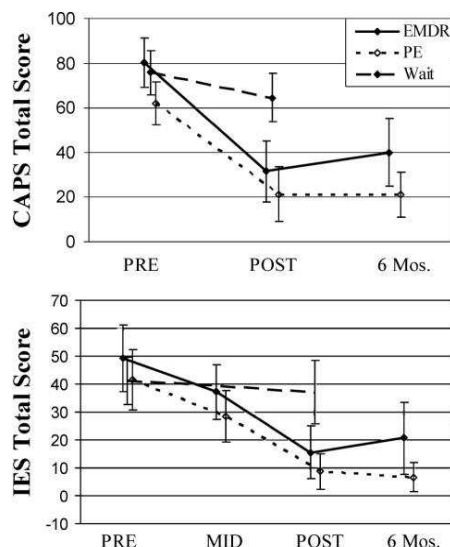 CAPS Total Score
100
80
60
40
20
0
EMDR
PE
Wait
PRE POST 6 Mos.
IES Total Score
70
60
50
40
30
20
10
0
-10
PRE MID POST 6 Mos.